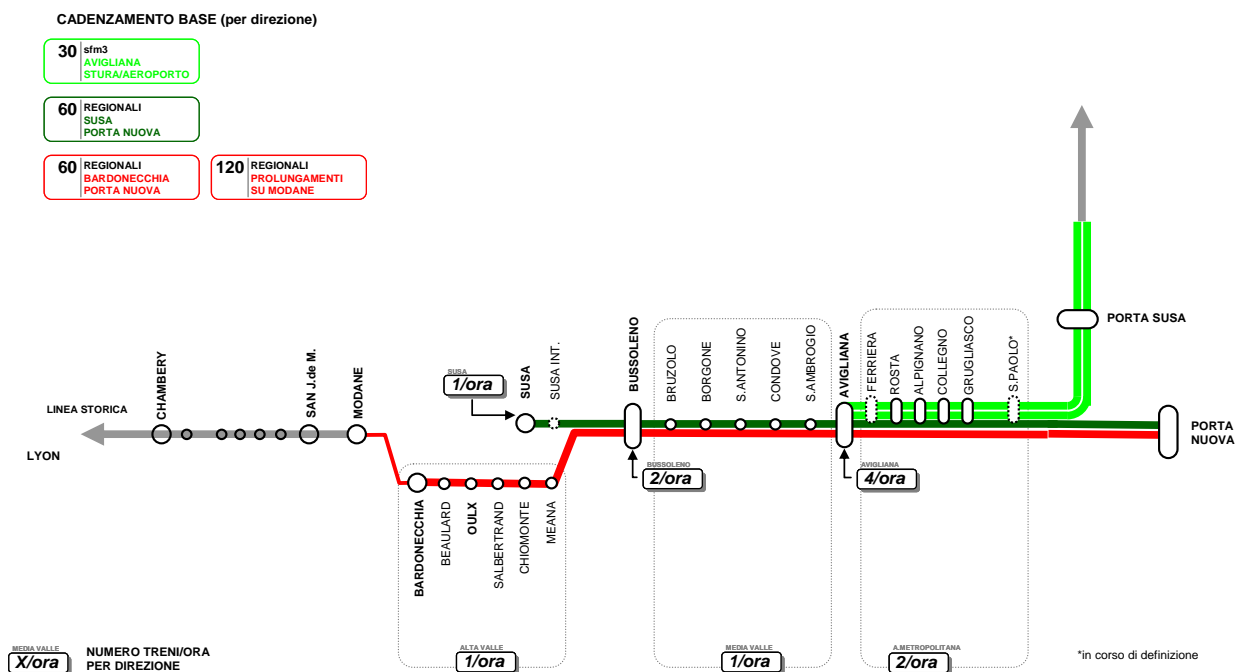 CADENZAMENTO BASE (per direzione)
30 sfm3
AVIGLIANA
STURA/AEROPORTO
60 REGIONALI
SUSA
PORTA NUOVA
60 REGIONALI
BARDONECCHIA
PORTA NUOVA
120 REGIONALI
PROLUNGAMENTI
SU MODANE
LINEA STORICA
LYON
CHAMBERY
SAN J.de M.
MODANE
SUSA
1/ora
SUSA
SUSA INT.
BUSSOLENO
BRUZOLO
BORGONE
S.ANTONINO
CONDOVE
S.AMBROGIO
AVIGLIANA
FERRIERA
ROSTA
ALPIGNANO
COLLEGNO
GRUGLIASCO
S.PAOLO*
PORTA SUSA
PORTA
NUOVA
BUSSOLENO
2/ora
AVIGLIANA
4/ora
BARDONECCHIA
BEAULARD
OULX
SALBERTRAND
CHIOMONTE
MEANA
MEDIA VALLE
X/ora
NUMERO TRENI/ORA
PER DIREZIONE
ALTA VALLE
1/ora
MEDIA VALLE
1/ora
A.METROPOLITANA
2/ora
*in corso di definizione